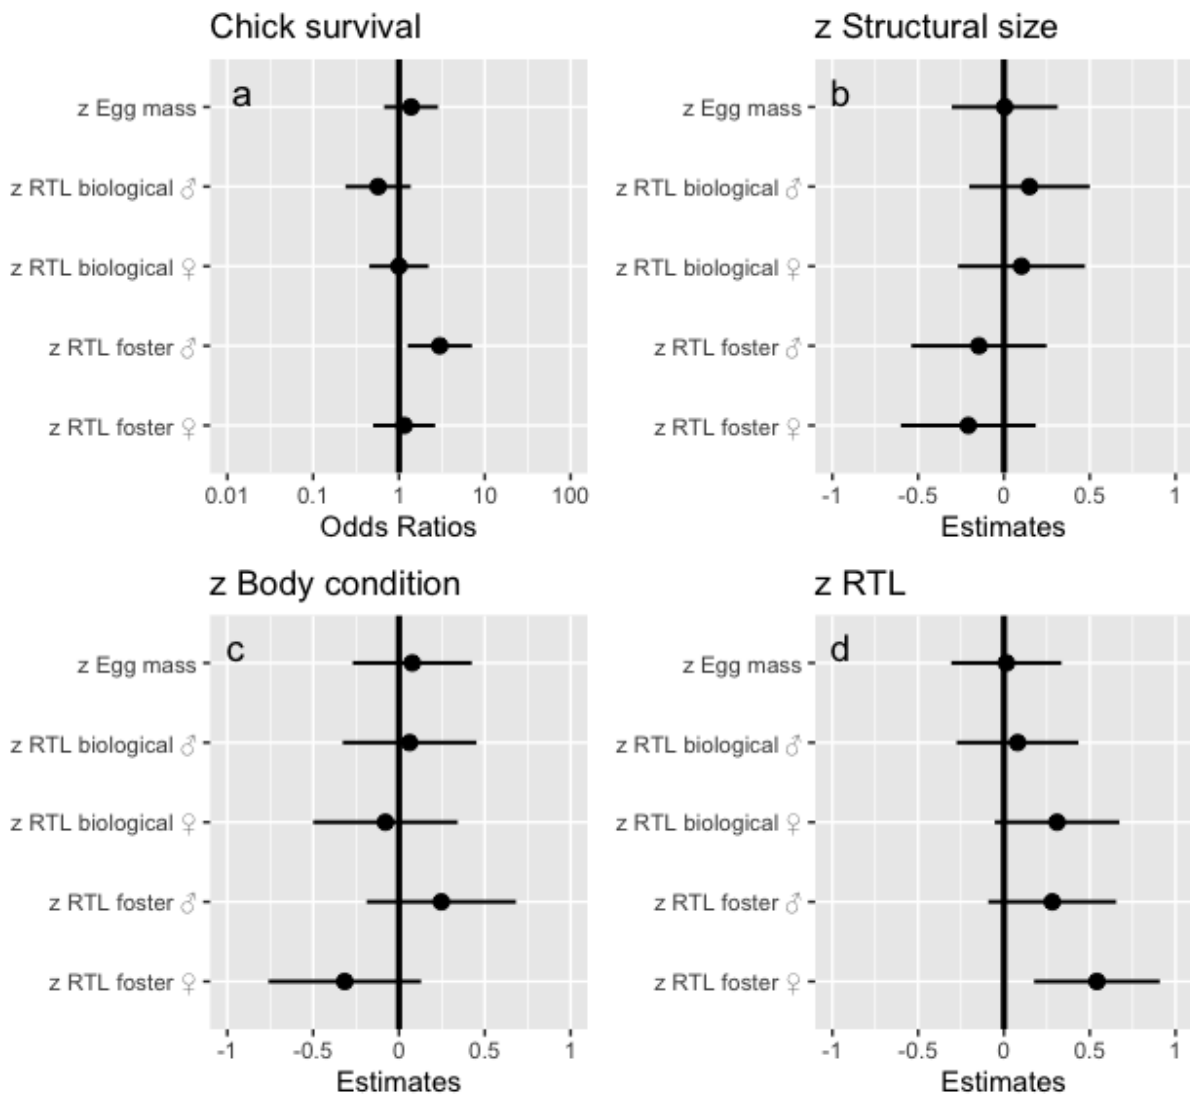 Chick survival
a
z Egg mass
z RTL biological ♂
z RTL biological ♀
z RTL foster ♂
z RTL foster ♀
0.01 0.1 1 10 100
Odds Ratios
z Structural size
b
z Egg mass
z RTL biological ♂
z RTL biological ♀
z RTL foster ♂
z RTL foster ♀
-1 -0.5 0 0.5 1
Estimates
z Body condition
c
z Egg mass
z RTL biological ♂
z RTL biological ♀
z RTL foster ♂
z RTL foster ♀
-1 -0.5 0 0.5 1
Estimates
z RTL
d
z Egg mass
z RTL biological ♂
z RTL biological ♀
z RTL foster ♂
z RTL foster ♀
-1 -0.5 0 0.5 1
Estimates